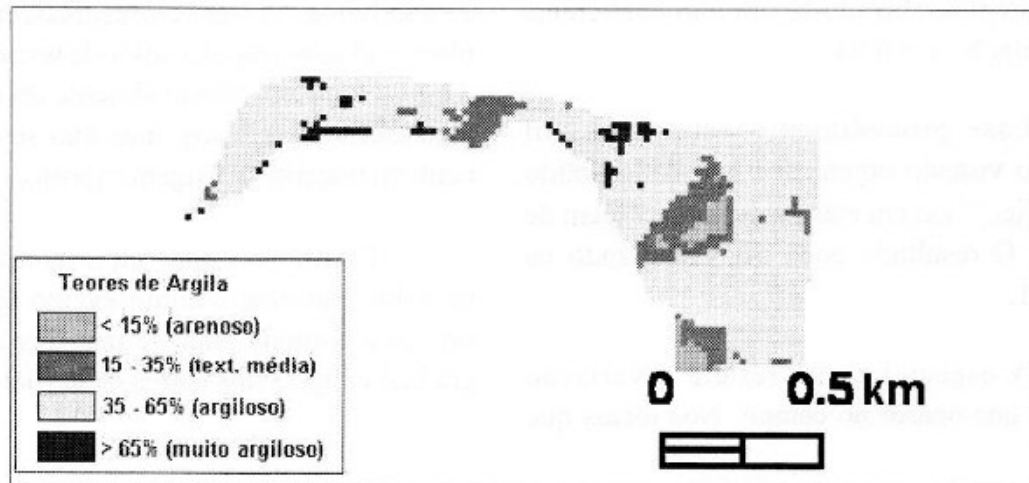 Teores de Argila
< 15% (arenoso)
15 - 35% (text. média)
35 - 65% (argiloso)
> 65% (muito argiloso)
0 0.5 km